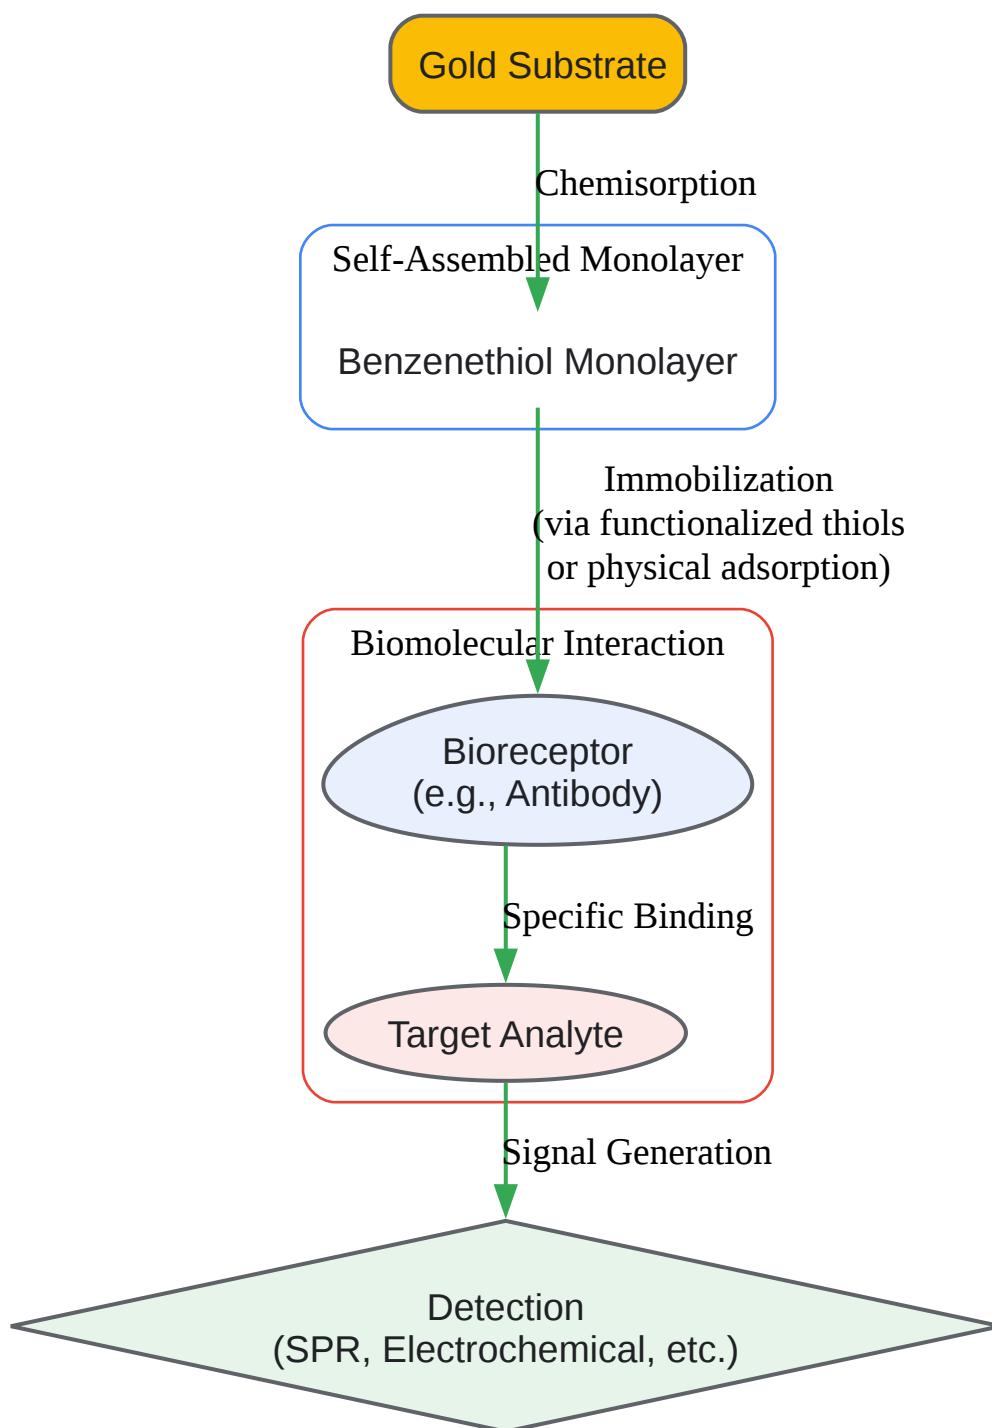 Gold Substrate
Chemisorption
Self-Assembled Monolayer
Benzenethiol Monolayer
Immobilization
(via functionalized thiols
or physical adsorption)
Biomolecular Interaction
Bioreceptor
(e.g., Antibody)
Specific Binding
Target Analyte
Signal Generation
Detection
(SPR, Electrochemical, etc.)